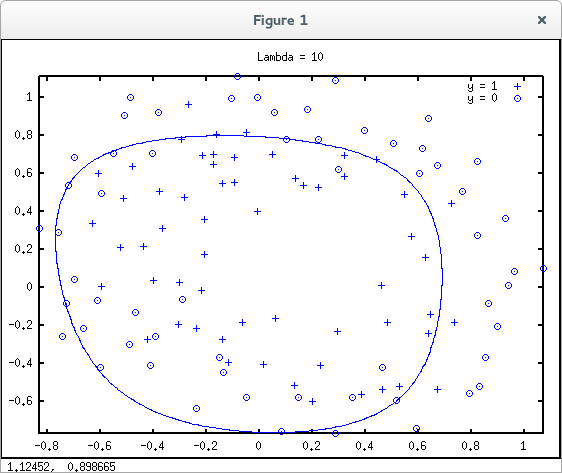 Figure 1
×
Lambda = 10
y = 1 +
y = 0 o
1
0.8
0.6
0.4
0.2
0
-0.2
-0.4
-0.6
-0.8 -0.6 -0.4 -0.2 0 0.2 0.4 0.6 0.8 1
1.12452, 0.898665